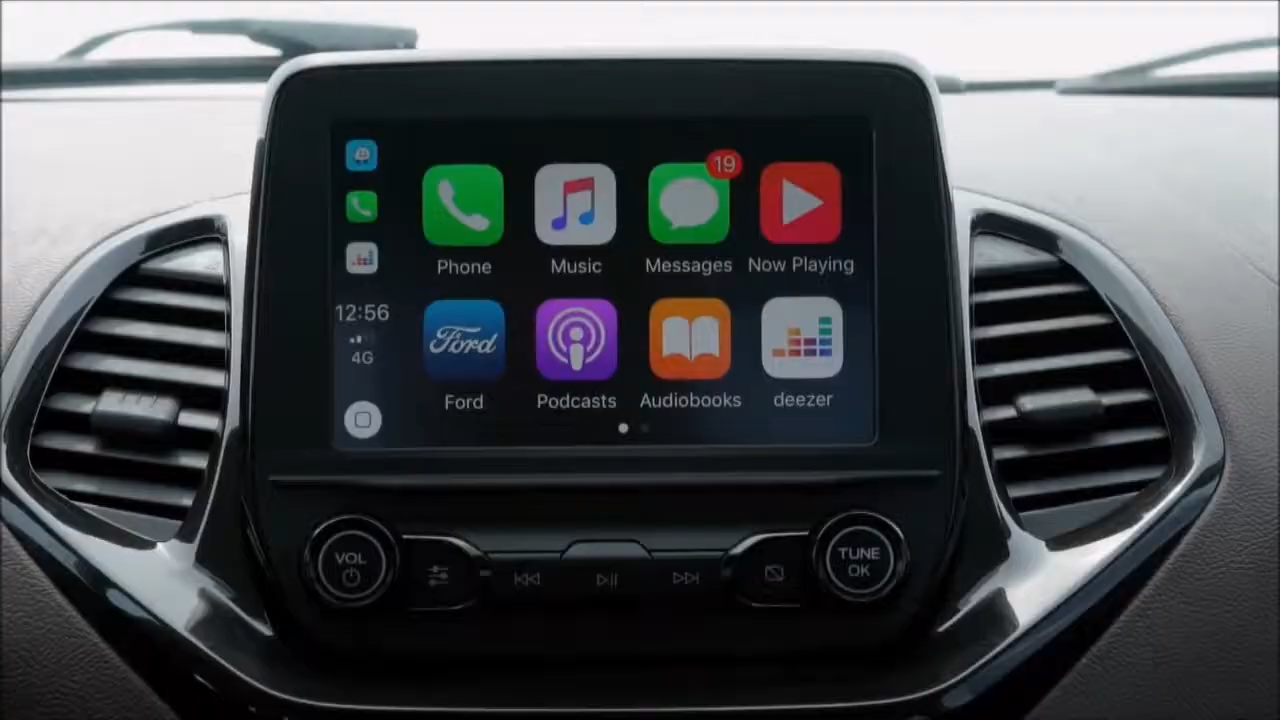 19
Phone
Music
Messages
Now Playing
12:56
4G
Ford
Ford
Podcasts
Audiobooks
deezer
VOL
TUNE
OK